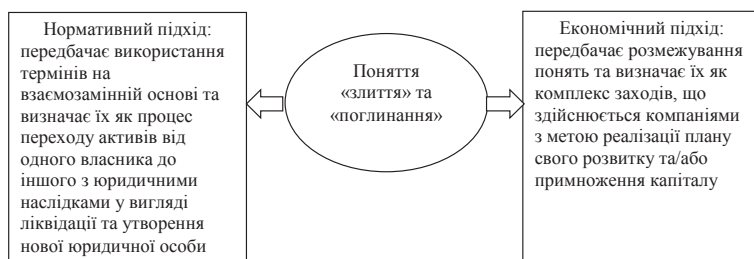 Нормативний підхід:
передбачає використання
термінів на
взаємозамінній основі та
визначає їх як процес
переходу активів від
одного власника до
іншого з юридичними
наслідками у вигляді
ліквідації та утворення
нової юридичної особи
Поняття
«злиття» та
«поглинання»
Економічний підхід:
передбачає розмежування
понять та визначає їх як
комплекс заходів, що
здійснюється компаніями
з метою реалізації плану
свого розвитку та/або
примноження капіталу